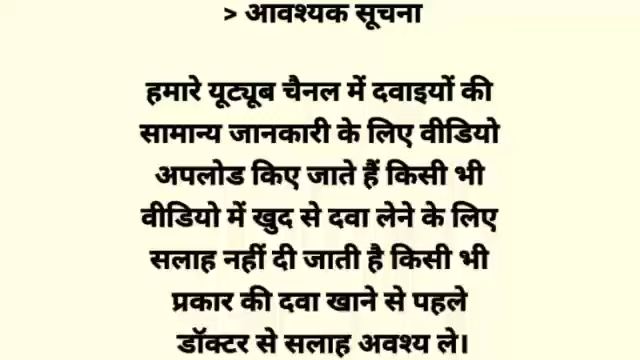 > आवश्यक सूचना
हमारे यूट्यूब चैनल में दवाइयों की
सामान्य जानकारी के लिए वीडियो
अपलोड किए जाते हैं किसी भी
वीडियो में खुद से दवा लेने के लिए
सलाह नहीं दी जाती है किसी भी
प्रकार की दवा खाने से पहले
डॉक्टर से सलाह अवश्य ले।